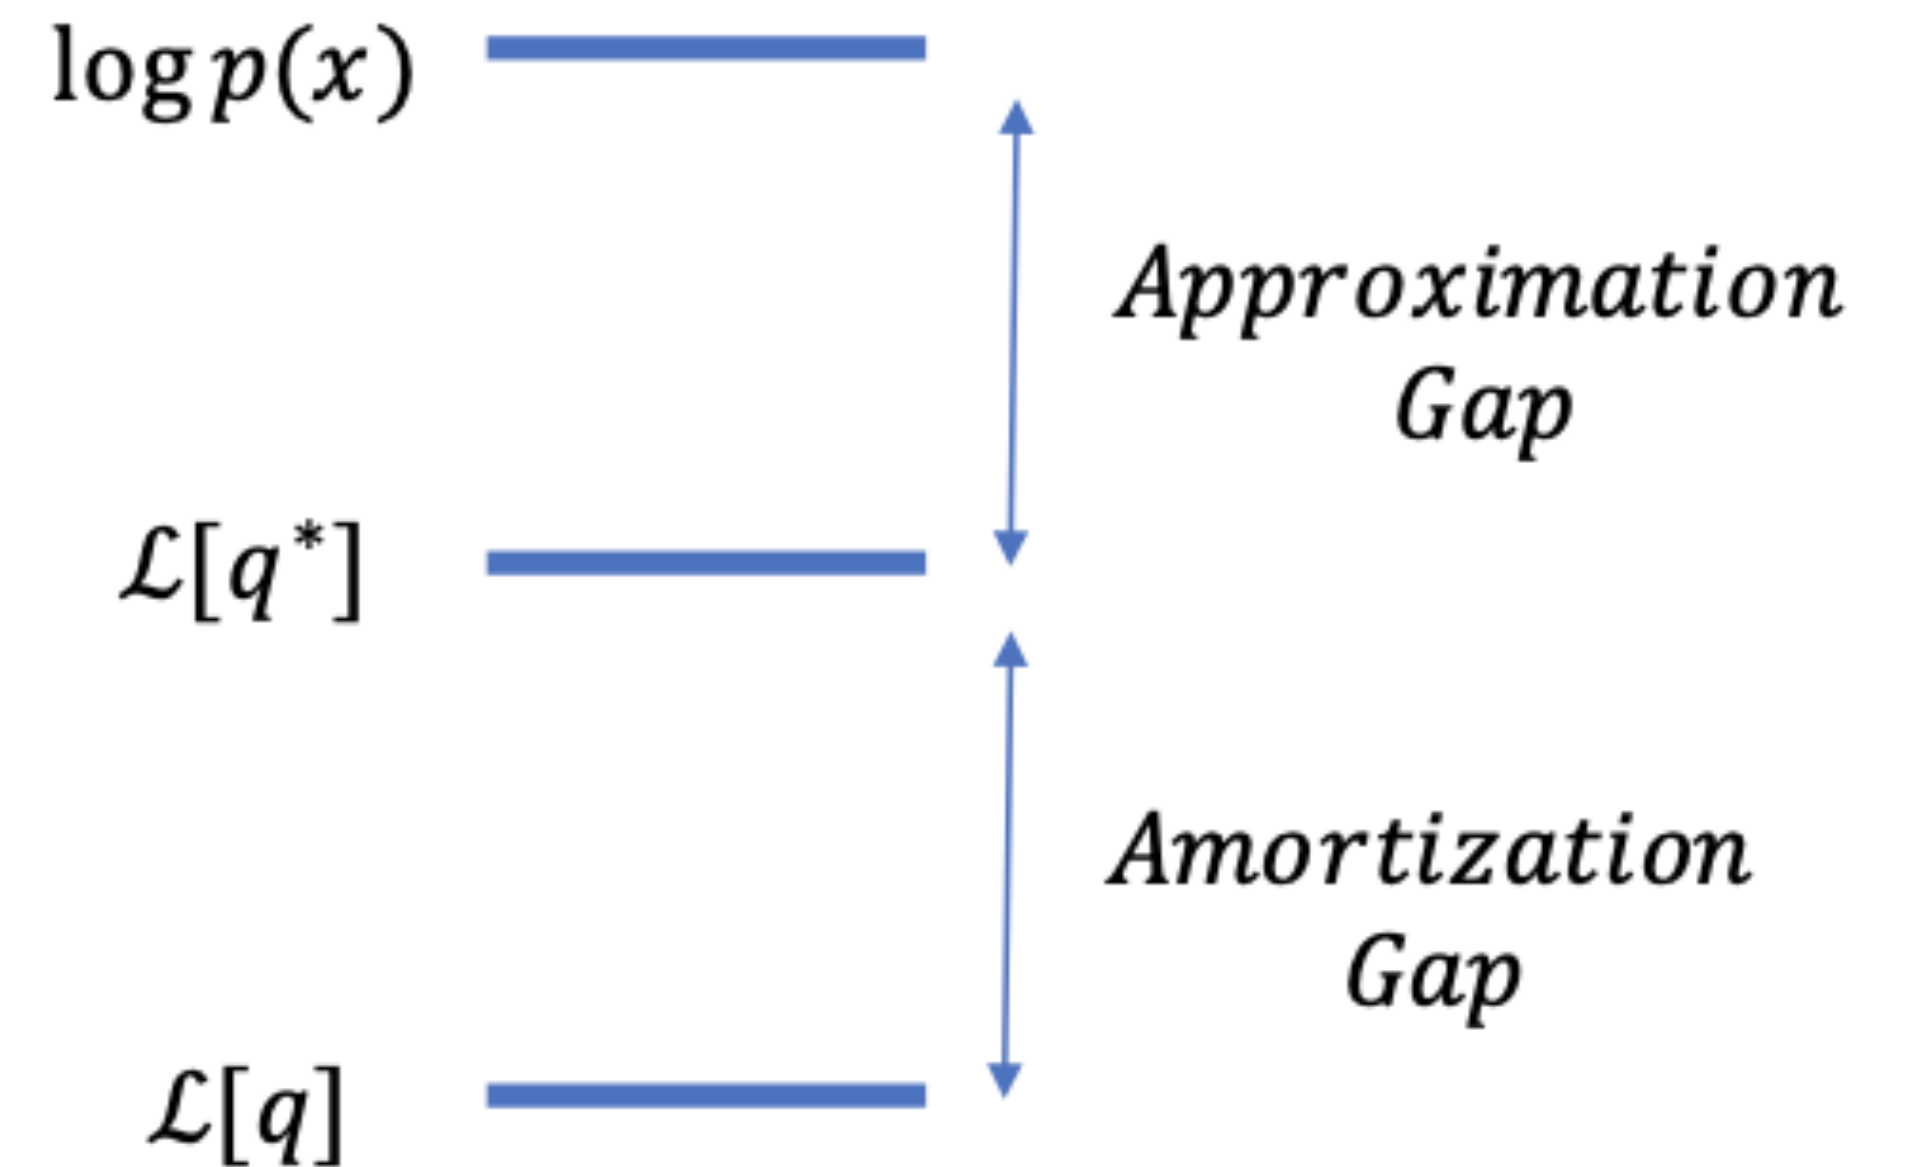 log p(x)
Approximation
Gap
ℒ[q*]
Amortization
Gap
ℒ[q]